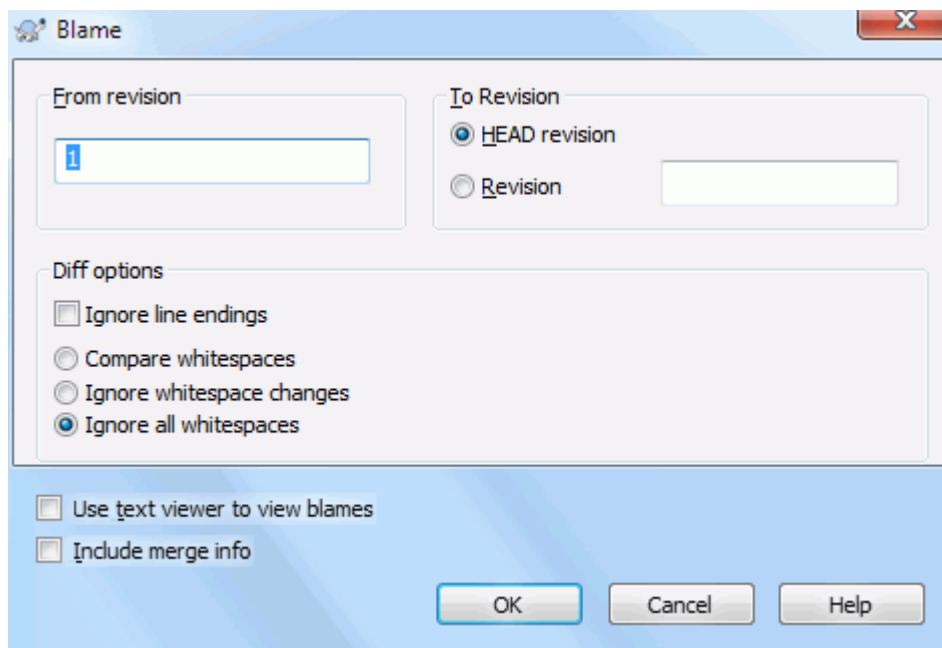 Blame
From revision
1
To Revision
HEAD revision
Revision
Diff options
Ignore line endings
Compare whitespaces
Ignore whitespace changes
Ignore all whitespaces
Use text viewer to view blames
Include merge info
OK Cancel Help